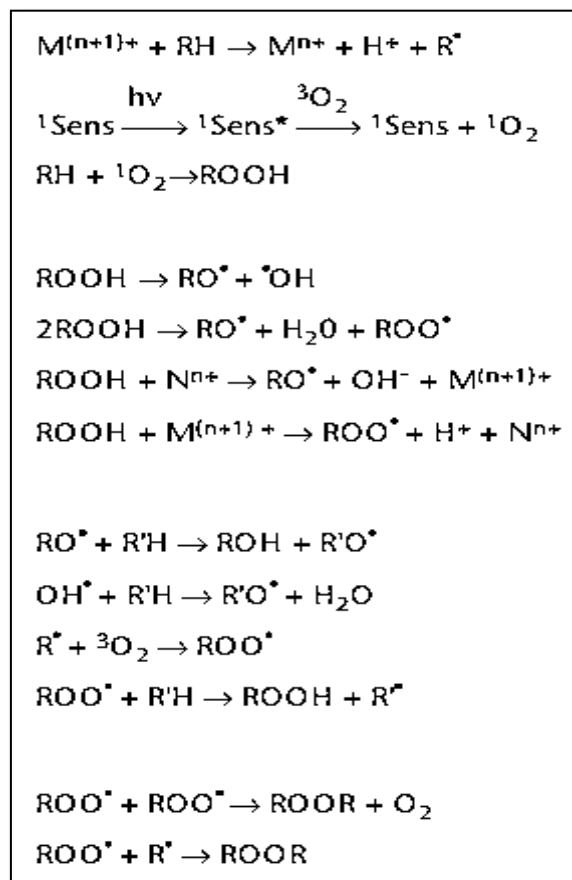 M⁽ⁿ⁺¹⁾⁺ + RH → Mⁿ⁺ + H⁺ + R•
hν ³O₂
¹Sens ⟶ ¹Sens* ⟶ ¹Sens + ¹O₂
RH + ¹O₂→ROOH
ROOH → RO• + •OH
2ROOH → RO• + H₂O + ROO•
ROOH + Nⁿ⁺ → RO• + OH⁻ + M⁽ⁿ⁺¹⁾⁺
ROOH + M⁽ⁿ⁺¹⁾ ⁺ → ROO• + H⁺ + Nⁿ⁺
RO• + R'H → ROH + R'O•
OH• + R'H → R'O• + H₂O
R• + ³O₂ → ROO•
ROO• + R'H → ROOH + R'•
ROO• + ROO• → ROOR + O₂
ROO• + R• → ROOR